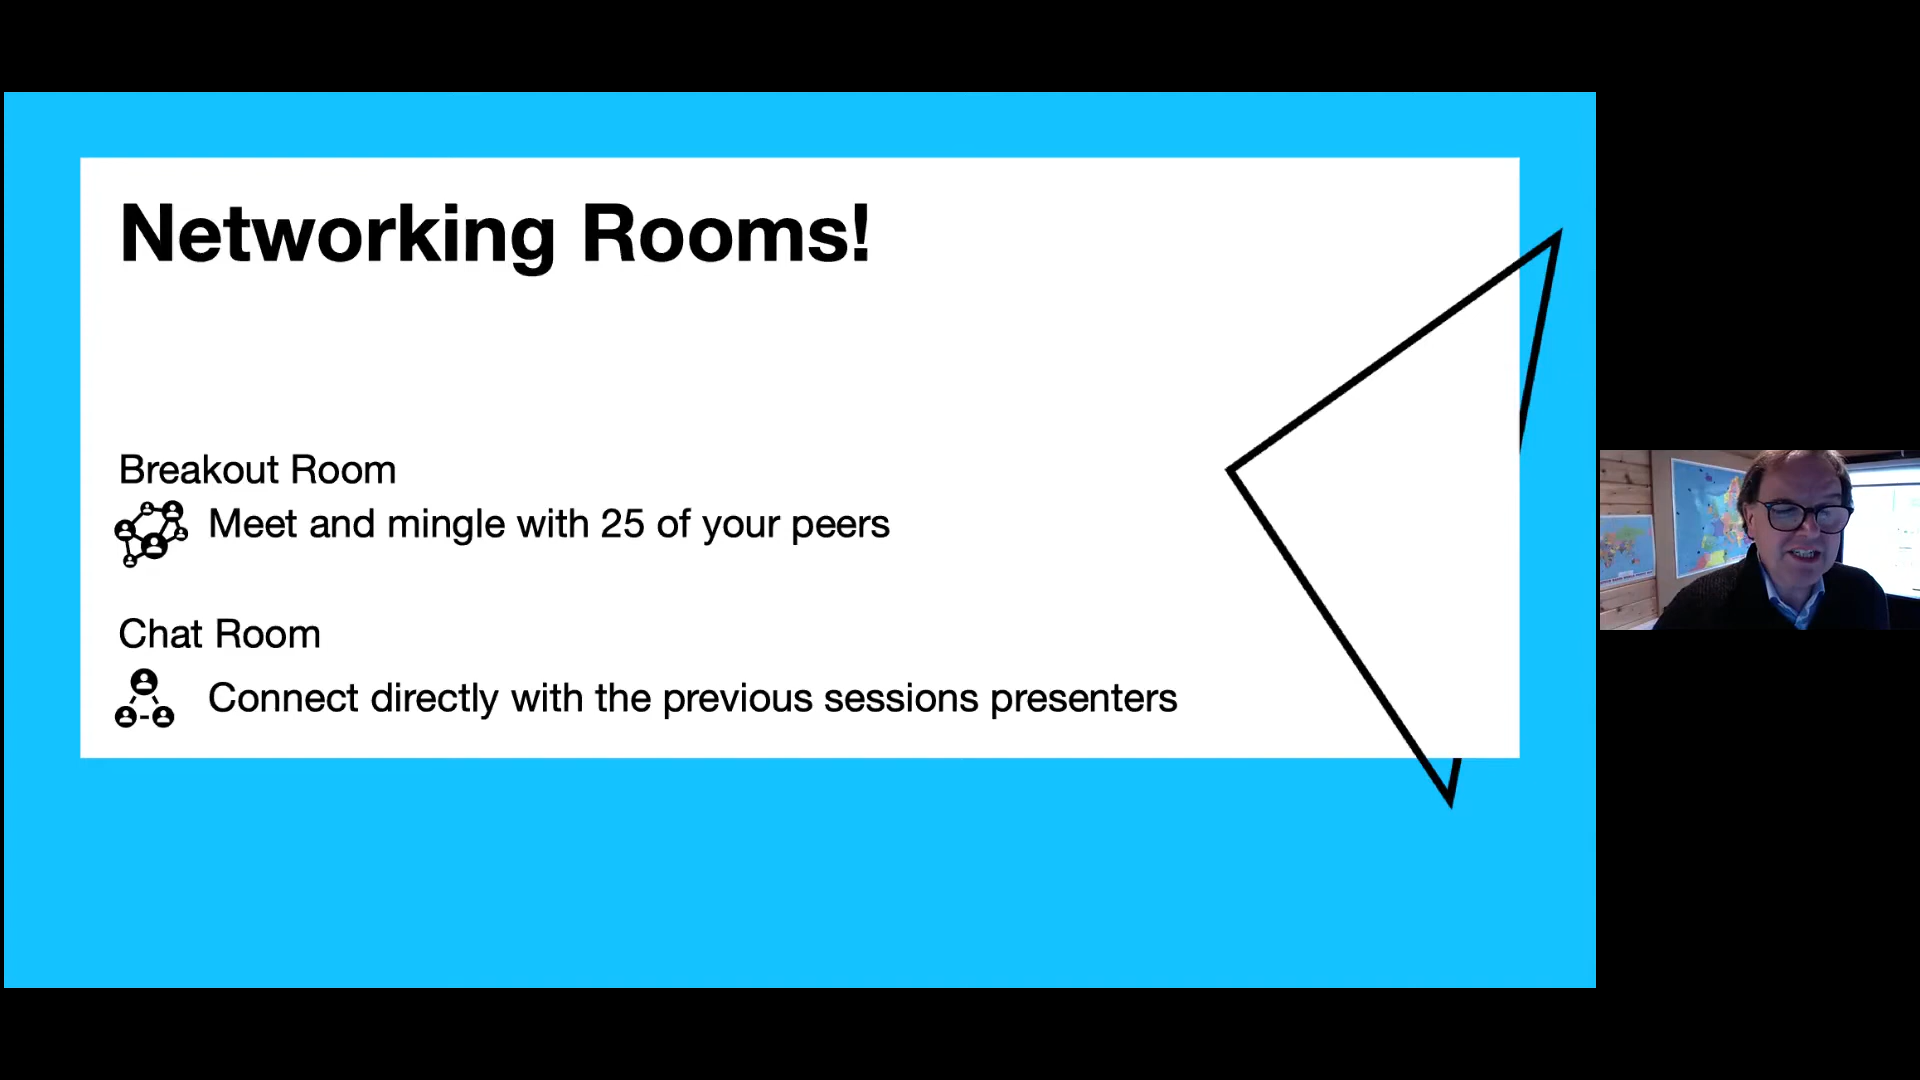 Networking Rooms!
Breakout Room
Meet and mingle with 25 of your peers
Chat Room
Connect directly with the previous sessions presenters